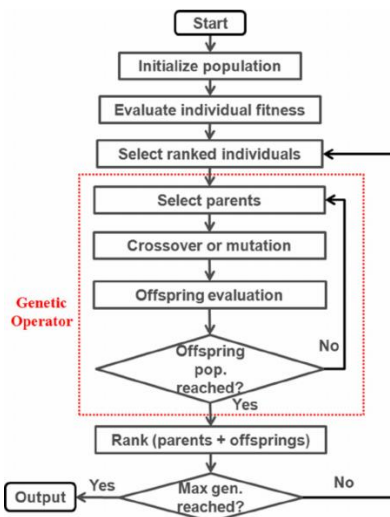 Start
Initialize population
Evaluate individual fitness
Select ranked individuals
Select parents
Crossover or mutation
Genetic
Operator
Offspring evaluation
Offspring
pop.
reached?
No
Yes
Rank (parents + offsprings)
Output
Yes
Max gen.
reached?
No